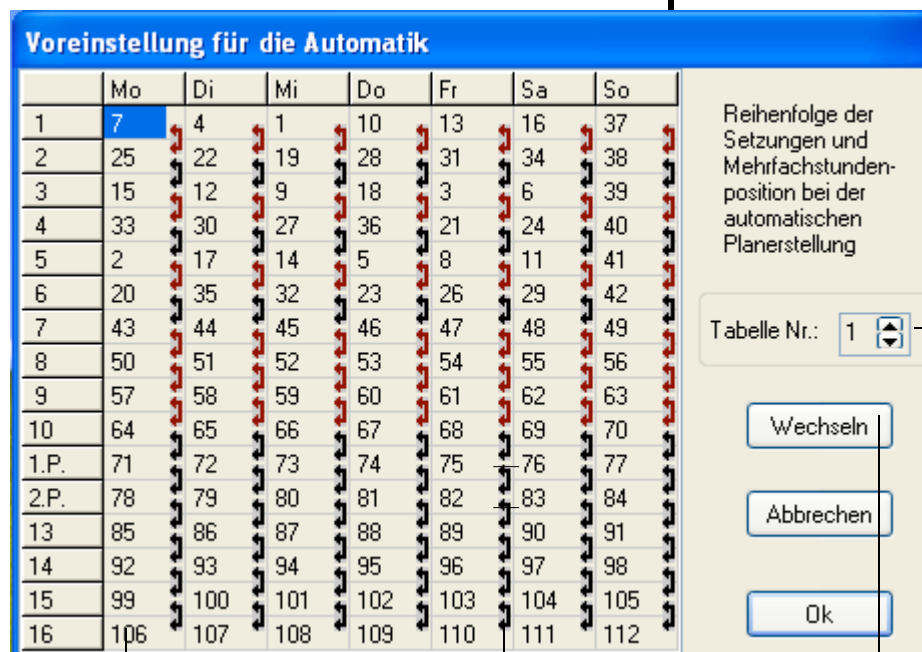 Voreinstellung für die Automatik
Mo Di Mi Do Fr Sa So
1 7 4 1 10 13 16 37
2 25 22 19 28 31 34 38
3 15 12 9 18 3 6 39
4 33 30 27 36 21 24 40
5 2 17 14 5 8 11 41
6 20 35 32 23 26 29 42
7 43 44 45 46 47 48 49
8 50 51 52 53 54 55 56
9 57 58 59 60 61 62 63
10 64 65 66 67 68 69 70
1.P. 71 72 73 74 75 76 77
2.P. 78 79 80 81 82 83 84
13 85 86 87 88 89 90 91
14 92 93 94 95 96 97 98
15 99 100 101 102 103 104 105
16 106 107 108 109 110 111 112
Reihenfolge der
Setzungen und
Mehrfachstunden-
position bei der
automatischen
Planerstellung
Tabelle Nr.: 1
Wechseln
Abbrechen
Ok